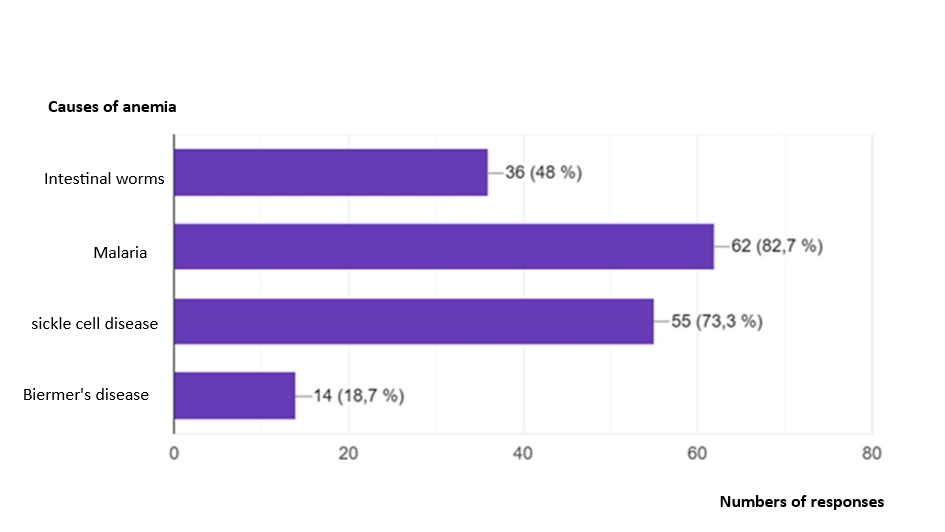 Causes of anemia
Intestinal worms 36 (48 %)
Malaria 62 (82,7 %)
sickle cell disease 55 (73,3 %)
Biermer's disease 14 (18,7 %)
0 20 40 60 80
Numbers of responses